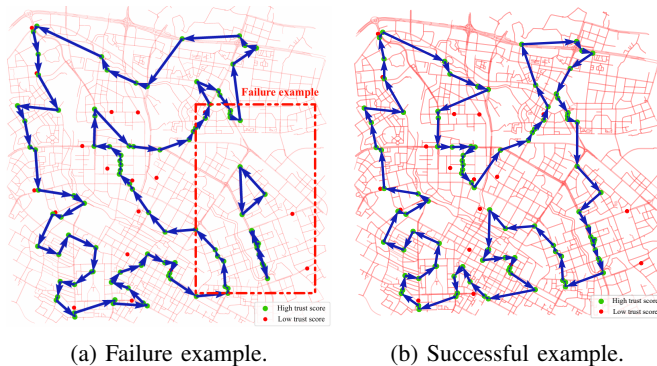 Failure example
High trust score
Low trust score
High trust score
Low trust score
(a) Failure example.
(b) Successful example.